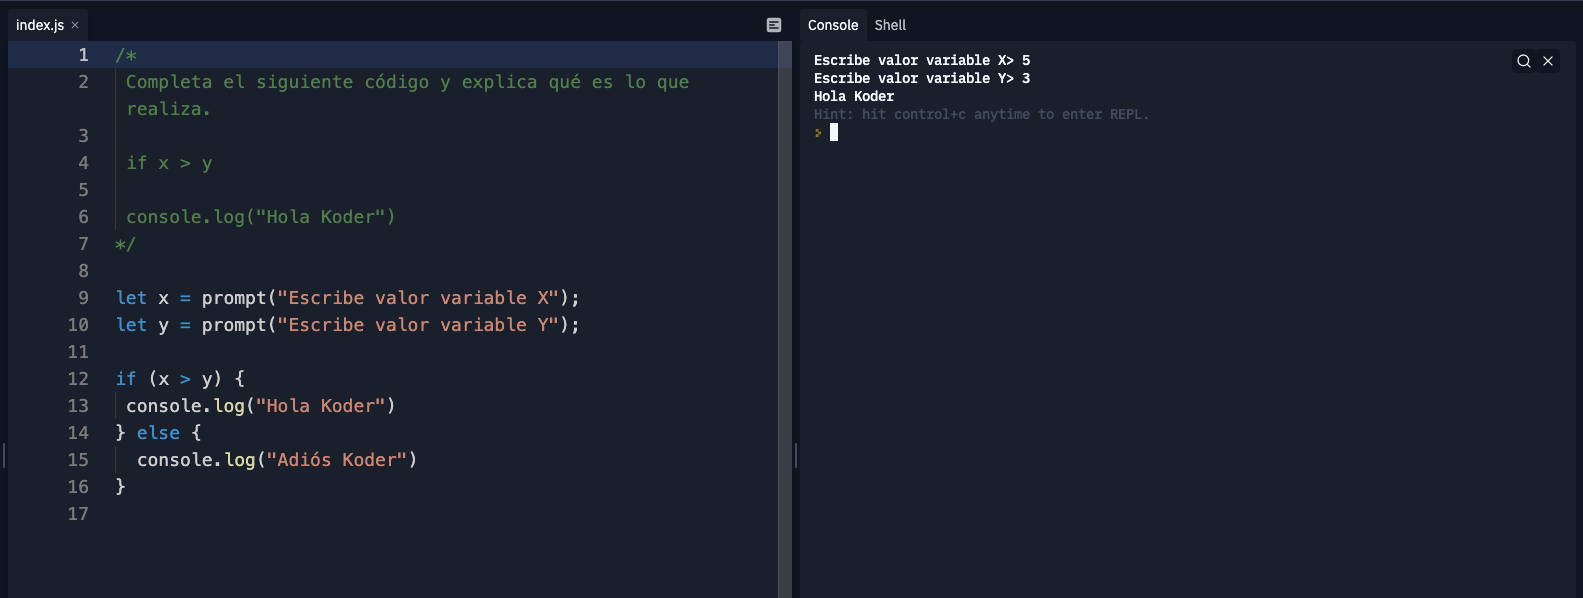 index.js ×
1 /*
2 Completa el siguiente código y explica qué es lo que
realiza.
3
4 if x > y
5
6 console.log("Hola Koder")
7 */
8
9 let x = prompt("Escribe valor variable X");
10 let y = prompt("Escribe valor variable Y");
11
12 if (x > y) {
13 console.log("Hola Koder")
14 } else {
15 console.log("Adiós Koder")
16 }
17
Console Shell
Escribe valor variable X> 5
Escribe valor variable Y> 3
Hola Koder
Hint: hit control+c anytime to enter REPL.
>